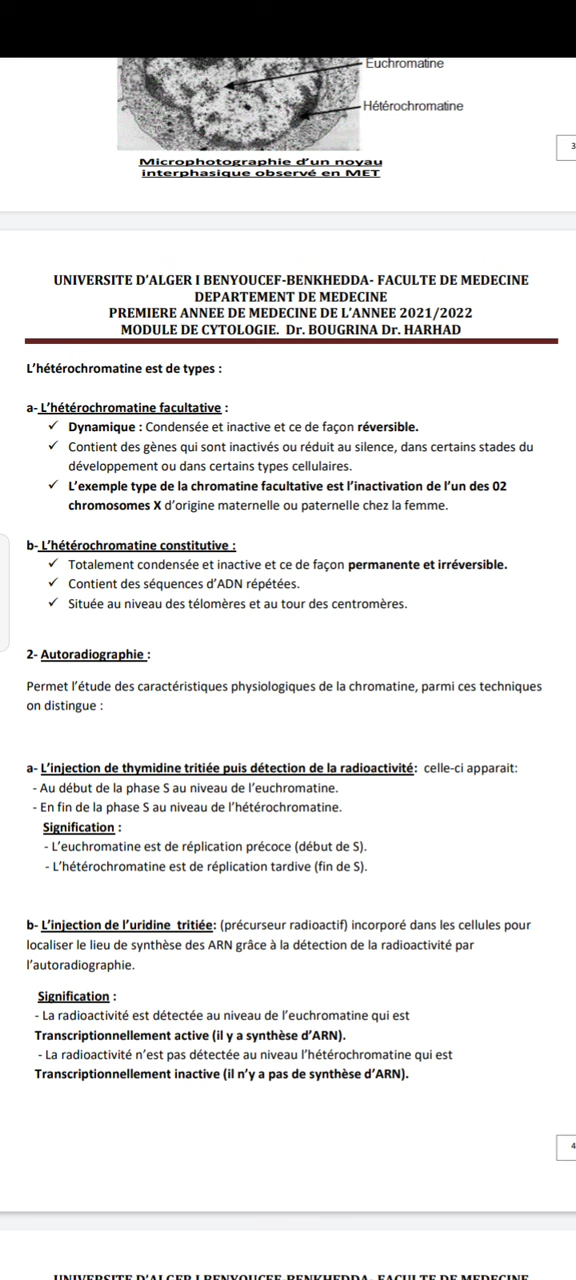 Euchromatine
Hétérochromatine
3
Microphotographie d'un noyau
interphasique observé en MET
UNIVERSITE D'ALGER I BENYOUCEF-BENKHEDDA- FACULTE DE MEDECINE
DEPARTEMENT DE MEDECINE
PREMIERE ANNEE DE MEDECINE DE L'ANNEE 2021/2022
MODULE DE CYTOLOGIE. Dr. BOUGRINA Dr. HARHAD
L'hétérochromatine est de types :
a- L'hétérochromatine facultative :
✓ Dynamique : Condensée et inactive et ce de façon réversible.
✓ Contient des gènes qui sont inactivés ou réduit au silence, dans certains stades du
développement ou dans certains types cellulaires.
✓ L'exemple type de la chromatine facultative est l'inactivation de l'un des 02
chromosomes X d'origine maternelle ou paternelle chez la femme.
b- L'hétérochromatine constitutive :
✓ Totalement condensée et inactive et ce de façon permanente et irréversible.
✓ Contient des séquences d'ADN répétées.
✓ Située au niveau des télomères et au tour des centromères.
2- Autoradiographie :
Permet l'étude des caractéristiques physiologiques de la chromatine, parmi ces techniques
on distingue :
a- L'injection de thymidine tritiée puis détection de la radioactivité: celle-ci apparait:
- Au début de la phase S au niveau de l'euchromatine.
- En fin de la phase S au niveau de l'hétérochromatine.
Signification :
- L'euchromatine est de réplication précoce (début de S).
- L'hétérochromatine est de réplication tardive (fin de S).
b- L'injection de l'uridine tritiée: (précurseur radioactif) incorporé dans les cellules pour
localiser le lieu de synthèse des ARN grâce à la détection de la radioactivité par
l'autoradiographie.
Signification :
- La radioactivité est détectée au niveau de l'euchromatine qui est
Transcriptionnellement active (il y a synthèse d'ARN).
- La radioactivité n'est pas détectée au niveau l'hétérochromatine qui est
Transcriptionnellement inactive (il n'y a pas de synthèse d'ARN).
4
UNIVERSITE D'ALGER I BENYOUCEF-BENKHEDDA- FACULTE DE MEDECINE